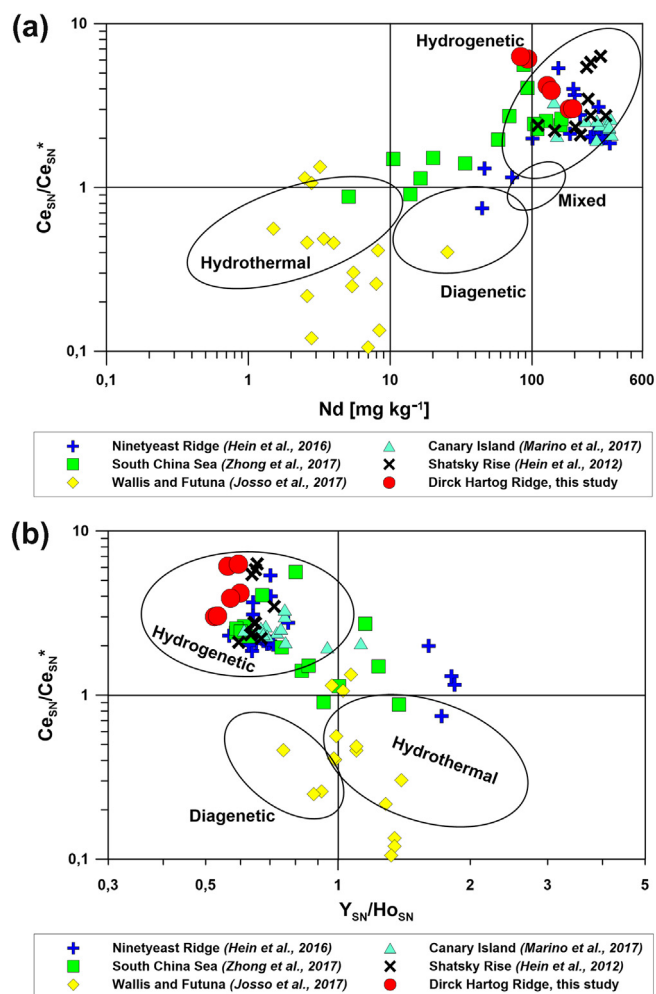 (a)
10
1
0,1
Ce_SN/Ce_SN*
Hydrogenetic
Mixed
Hydrothermal
Diagenetic
0,1 1 10 100 600
Nd [mg kg⁻¹]
Ninetyeast Ridge (Hein et al., 2016) Canary Island (Marino et al., 2017)
South China Sea (Zhong et al., 2017) Shatsky Rise (Hein et al., 2012)
Wallis and Futuna (Josso et al., 2017) Dirck Hartog Ridge, this study
(b)
10
1
0,1
Ce_SN/Ce_SN*
Hydrogenetic
Hydrothermal
Diagenetic
0,3 0,5 1 2 3 5
Y_SN/Ho_SN
Ninetyeast Ridge (Hein et al., 2016) Canary Island (Marino et al., 2017)
South China Sea (Zhong et al., 2017) Shatsky Rise (Hein et al., 2012)
Wallis and Futuna (Josso et al., 2017) Dirck Hartog Ridge, this study